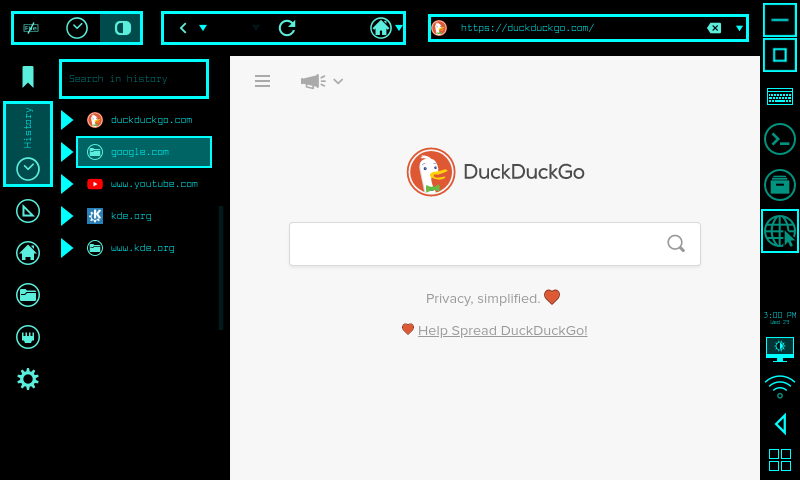 https://duckduckgo.com/
Search in history
History
duckduckgo.com
google.com
www.youtube.com
kde.org
www.kde.org
DuckDuckGo
Privacy, simplified.
Help Spread DuckDuckGo!
3:00 PM
Wed 29